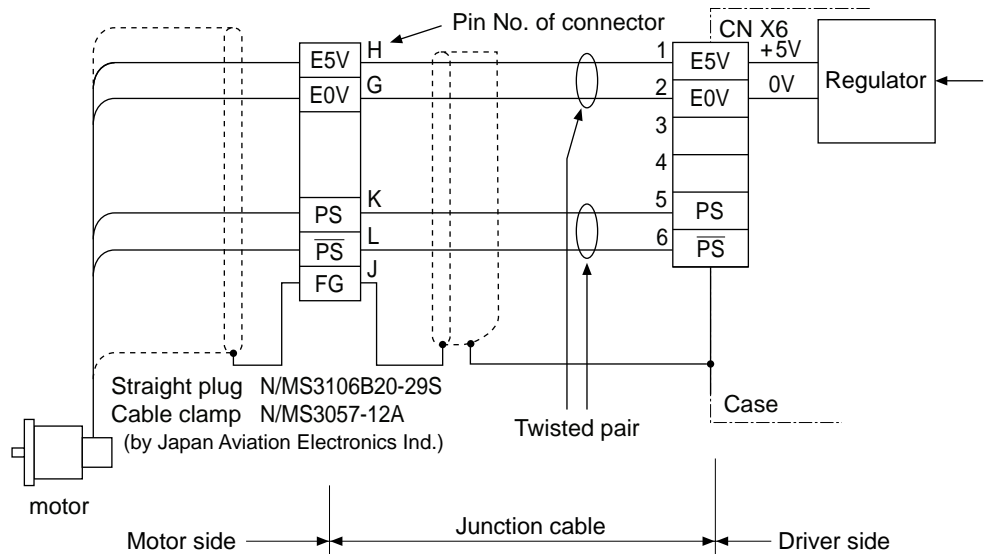 Pin No. of connector
CN X6
H
E5V
1
E5V
+5V
Regulator
G
E0V
2
E0V
0V
3
4
K
PS
5
PS
L
P̅S̅
6
P̅S̅
J
FG
Straight plug N/MS3106B20-29S
Cable clamp N/MS3057-12A
(by Japan Aviation Electronics Ind.)
Twisted pair
Case
motor
Motor side
Junction cable
Driver side